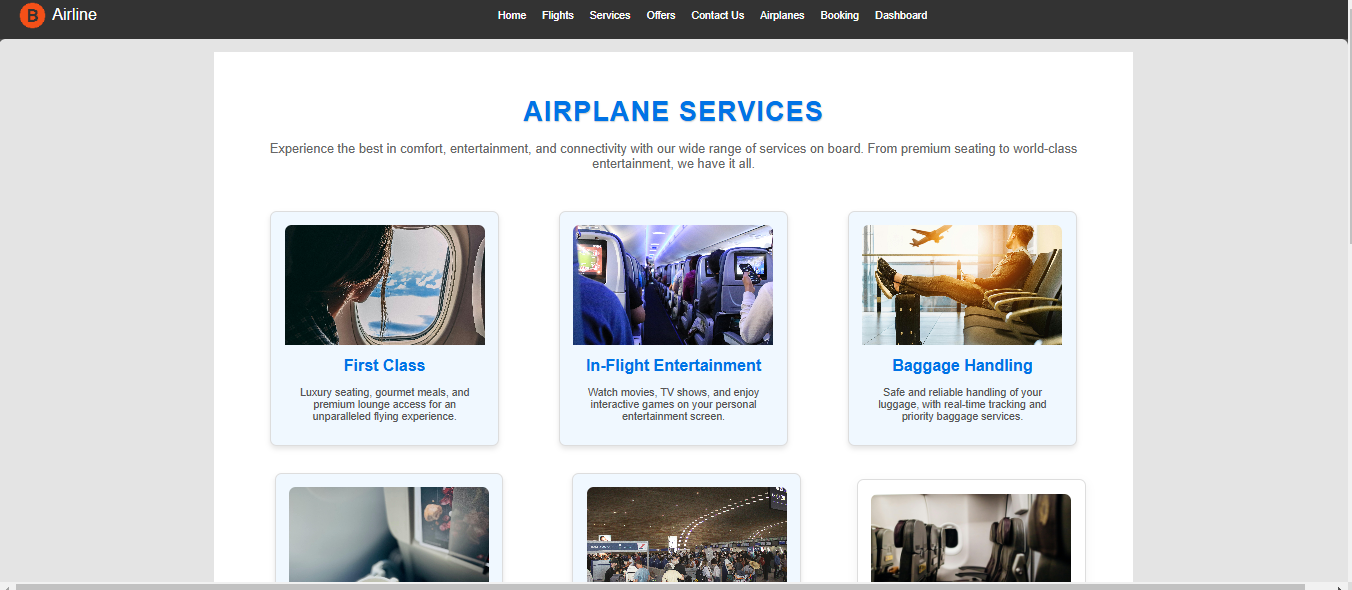 B Airline
Home Flights Services Offers Contact Us Airplanes Booking Dashboard
AIRPLANE SERVICES
Experience the best in comfort, entertainment, and connectivity with our wide range of services on board. From premium seating to world-class
entertainment, we have it all.
First Class
Luxury seating, gourmet meals, and
premium lounge access for an
unparalleled flying experience.
In-Flight Entertainment
Watch movies, TV shows, and enjoy
interactive games on your personal
entertainment screen.
Baggage Handling
Safe and reliable handling of your
luggage, with real-time tracking and
priority baggage services.